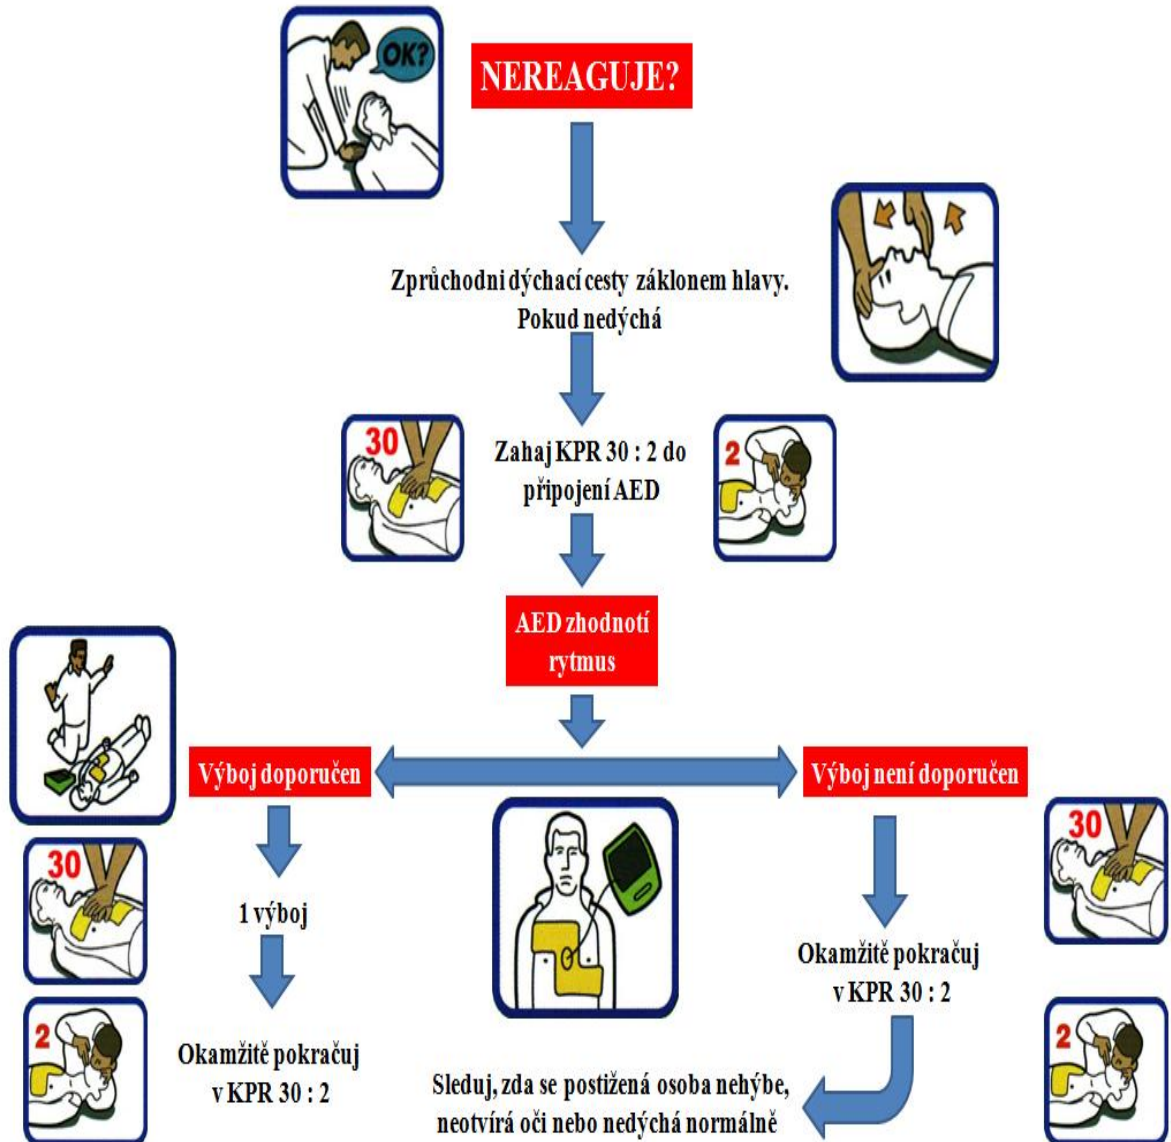 OK?
NEREAGUJE?
Zprůchodni dýchací cesty záklonem hlavy.
Pokud nedýchá
30
Zahaj KPR 30 : 2 do
připojení AED
2
AED zhodnotí
rytmus
Výboj doporučen
Výboj není doporučen
30
1 výboj
2
Okamžitě pokračuj
v KPR 30 : 2
30
Okamžitě pokračuj
v KPR 30 : 2
2
Sleduj, zda se postižená osoba nehýbe,
neotvírá oči nebo nedýchá normálně